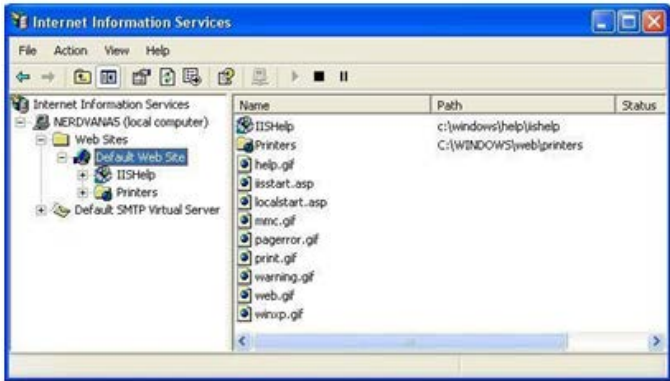 Internet Information Services
File Action View Help
Internet Information Services
NERDVANA5 (local computer)
Web Sites
Default Web Site
IISHelp
Printers
Default SMTP Virtual Server
Name Path Status
IISHelp c:\windows\help\iishelp
Printers C:\WINDOWS\web\printers
help.gif
iisstart.asp
localstart.asp
mmc.gif
pagerror.gif
print.gif
warning.gif
web.gif
winxp.gif